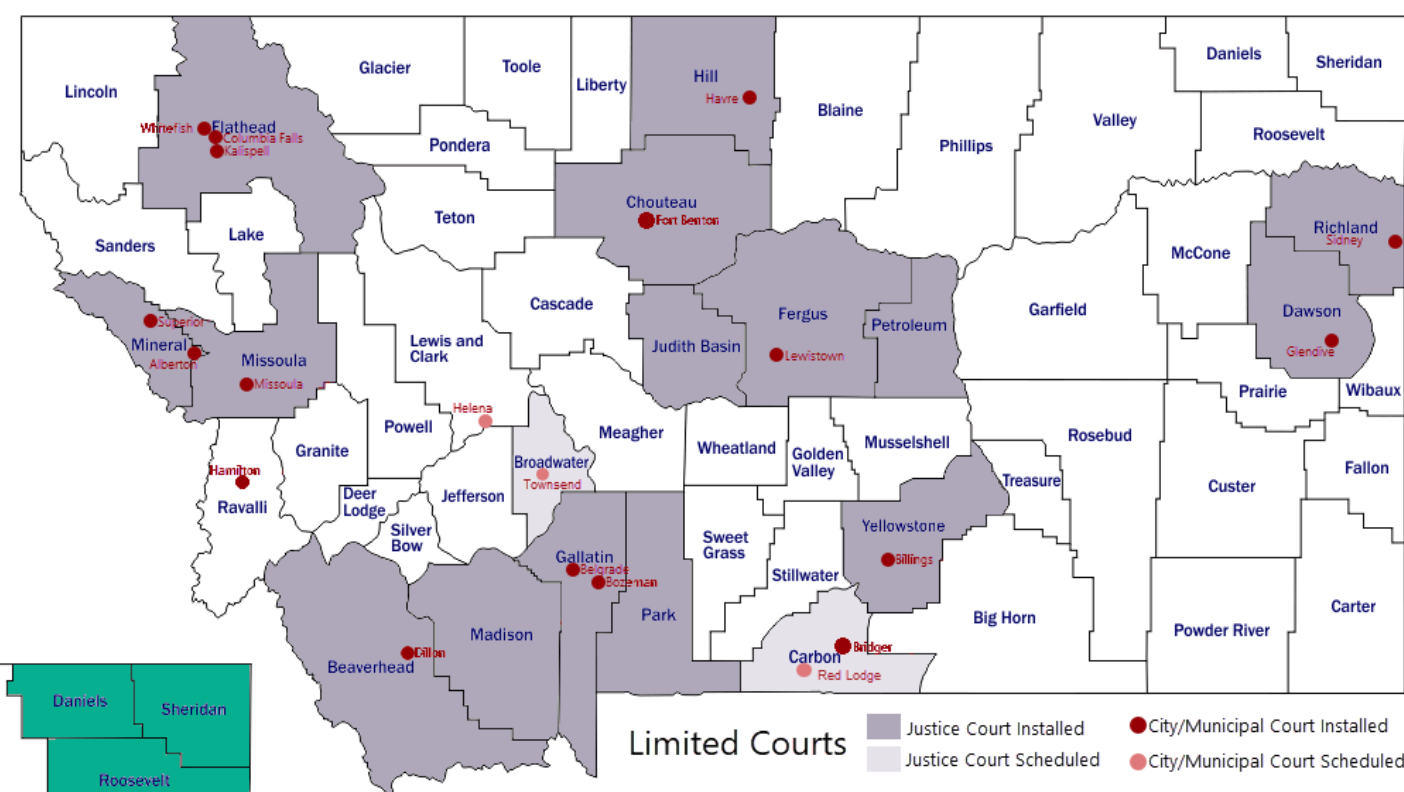 Daniels
Glacier
Toole
Sheridan
Hill
Liberty
Lincoln
Havre
Blaine
Valley
Whitefish
Flathead
Roosevelt
Columbia Falls
Pondera
Phillips
Kalispell
Chouteau
Teton
Fort Benton
Richland
Lake
Sidney
Sanders
McCone
Cascade
Garfield
Fergus
Dawson
Superior
Petroleum
Mineral
Lewis and
Clark
Judith Basin
Lewistown
Glendive
Alberton
Missoula
Missoula
Prairie
Wibaux
Helena
Powell
Meagher
Rosebud
Musselshell
Wheatland
Granite
Golden
Valley
Broadwater
Hamilton
Fallon
Townsend
Treasure
Custer
Deer
Lodge
Jefferson
Ravalli
Yellowstone
Silver
Bow
Sweet
Grass
Gallatin
Billings
Belgrade
Stillwater
Bozeman
Carter
Park
Big Horn
Powder River
Madison
Bridger
Dillon
Carbon
Beaverhead
Red Lodge
Daniels
Sheridan
Roosevelt
Limited Courts
Justice Court Installed
City/Municipal Court Installed
Justice Court Scheduled
City/Municipal Court Scheduled